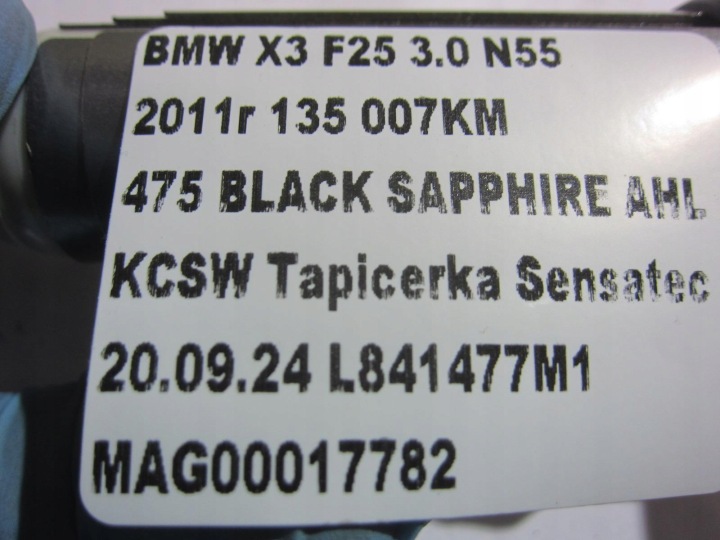 BMW X3 F25 3.0 N55
2011r 135 007KM
475 BLACK SAPPHIRE AHL
KCSW Tapicerka Sensatec
20.09.24 L841477M1
MAG00017782